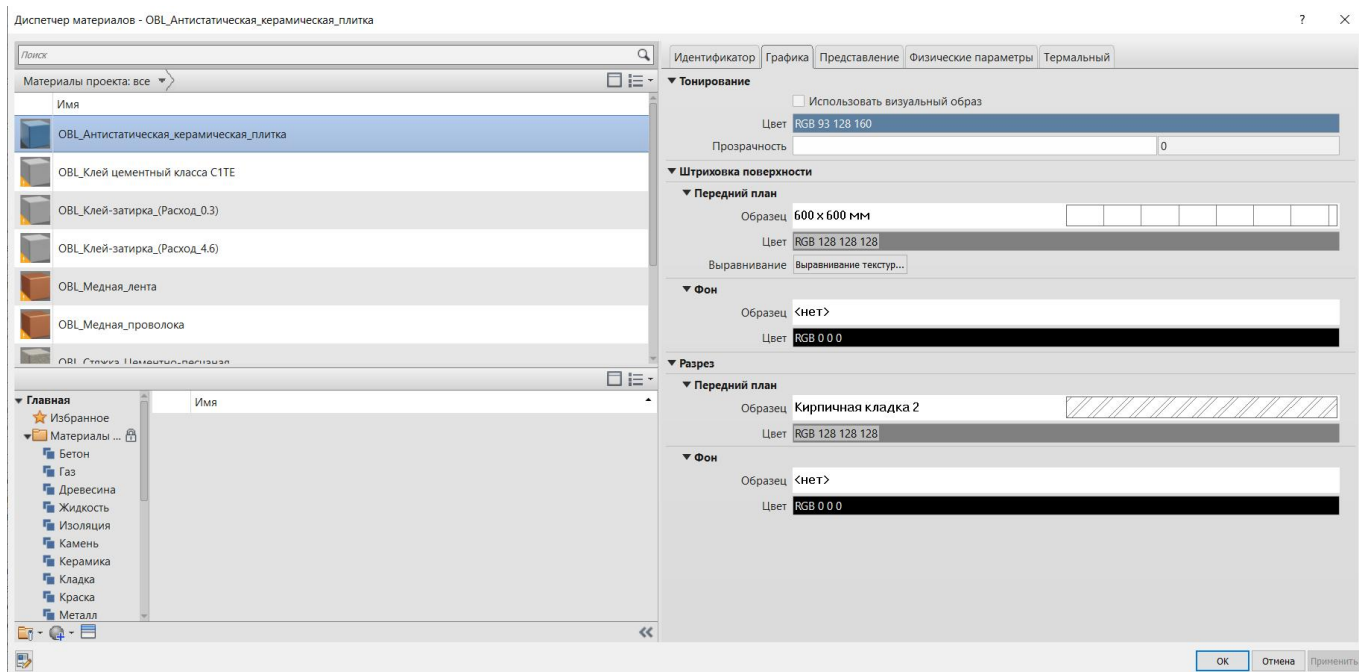 Диспетчер материалов - OBL_Антистатическая_керамическая_плитка
?
Поиск
Материалы проекта: все
Имя
OBL_Антистатическая_керамическая_плитка
OBL_Клей цементный класса C1TE
OBL_Клей-затирка_(Расход_0.3)
OBL_Клей-затирка_(Расход_4.6)
OBL_Медная_лента
OBL_Медная_проволока
OBL_Стяжка_Цементно-песчаная
Главная
Имя
Избранное
Материалы ...
Бетон
Газ
Древесина
Жидкость
Изоляция
Камень
Керамика
Кладка
Краска
Металл
Идентификатор Графика Представление Физические параметры Термальный
Тонирование
Использовать визуальный образ
Цвет RGB 93 128 160
Прозрачность 0
Штриховка поверхности
Передний план
Образец 600 x 600 мм
Цвет RGB 128 128 128
Выравнивание Выравнивание текстур...
Фон
Образец <нет>
Цвет RGB 0 0 0
Разрез
Передний план
Образец Кирпичная кладка 2
Цвет RGB 128 128 128
Фон
Образец <нет>
Цвет RGB 0 0 0
ОК Отмена Применить